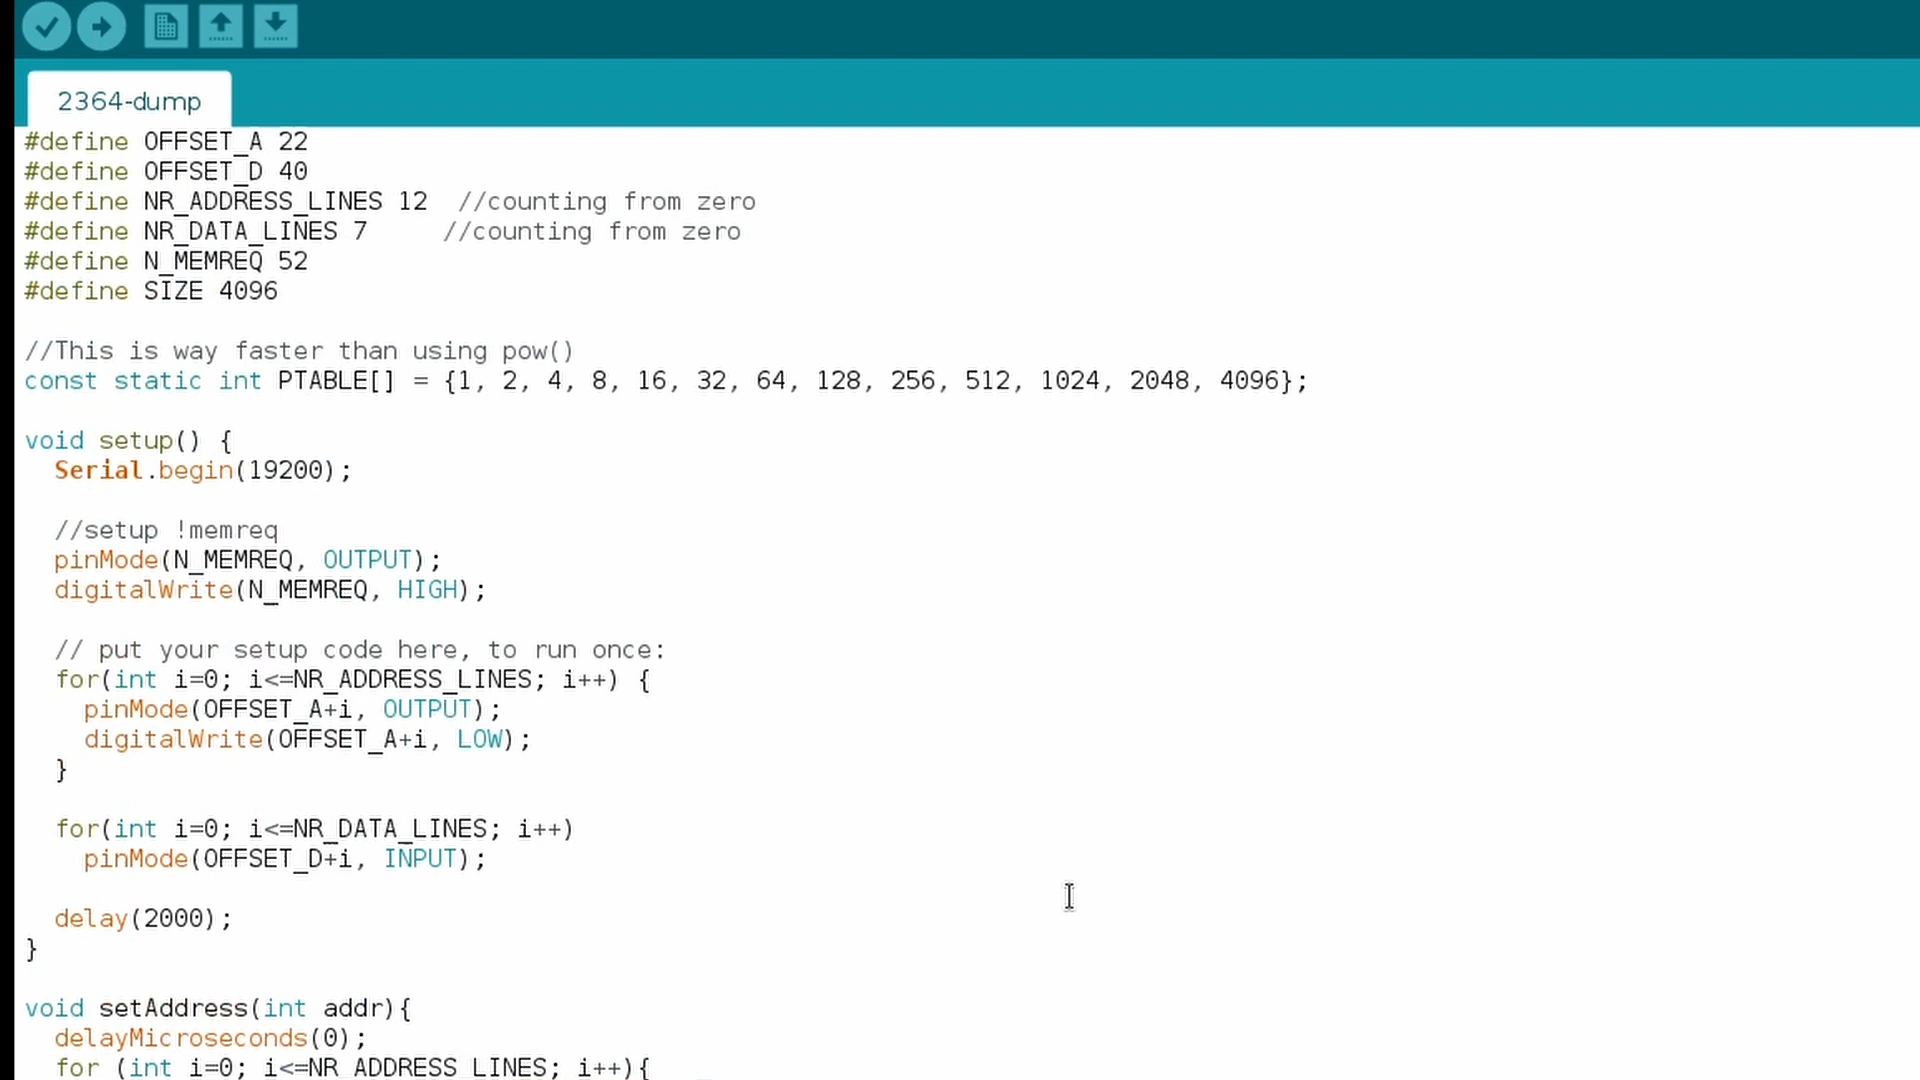 2364-dump
#define OFFSET_A 22
#define OFFSET_D 40
#define NR_ADDRESS_LINES 12  //counting from zero
#define NR_DATA_LINES 7     //counting from zero
#define N_MEMREQ 52
#define SIZE 4096
//This is way faster than using pow()
const static int PTABLE[] = {1, 2, 4, 8, 16, 32, 64, 128, 256, 512, 1024, 2048, 4096};
void setup() {
  Serial.begin(19200);
  //setup !memreq
  pinMode(N_MEMREQ, OUTPUT);
  digitalWrite(N_MEMREQ, HIGH);
  // put your setup code here, to run once:
  for(int i=0; i<=NR_ADDRESS_LINES; i++) {
    pinMode(OFFSET_A+i, OUTPUT);
    digitalWrite(OFFSET_A+i, LOW);
  }
  for(int i=0; i<=NR_DATA_LINES; i++)
    pinMode(OFFSET_D+i, INPUT);
  delay(2000);
}
void setAddress(int addr){
  delayMicroseconds(0);
  for (int i=0; i<=NR_ADDRESS_LINES; i++){